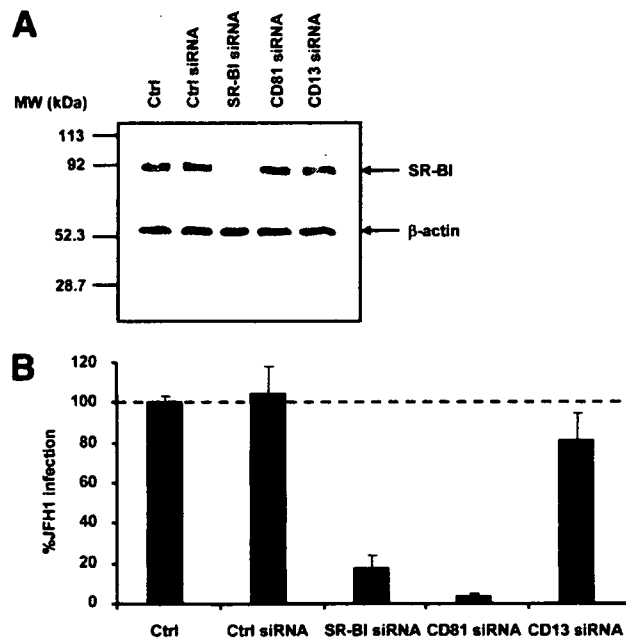 A
Ctrl
Ctrl siRNA
SR-BI siRNA
CD81 siRNA
CD13 siRNA
MW (kDa)
113
92
52.3
28.7
SR-BI
β-actin
B
120
100
80
60
40
20
0
%JFH1 infection
Ctrl
Ctrl siRNA
SR-BI siRNA
CD81 siRNA
CD13 siRNA